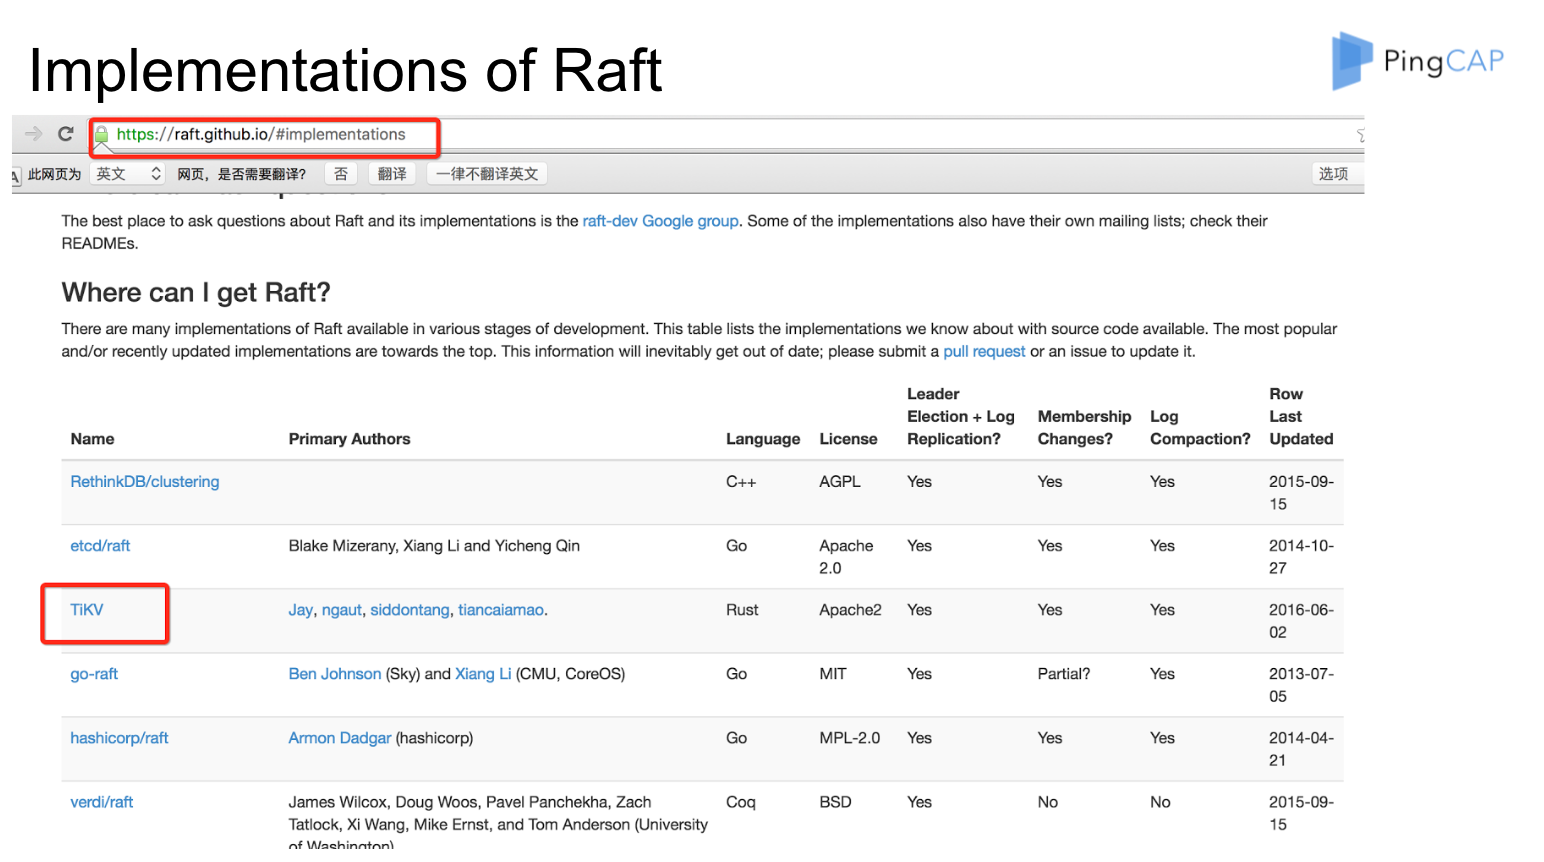 Implementations of Raft
PingCAP
https://raft.github.io/#implementations
此网页为 英文 网页，是否需要翻译？ 否 翻译 一律不翻译英文 选项
The best place to ask questions about Raft and its implementations is the raft-dev Google group. Some of the implementations also have their own mailing lists; check their
READMEs.
Where can I get Raft?
There are many implementations of Raft available in various stages of development. This table lists the implementations we know about with source code available. The most popular
and/or recently updated implementations are towards the top. This information will inevitably get out of date; please submit a pull request or an issue to update it.
Leader Row
Election + Log Membership Log Last
Name Primary Authors Language License Replication? Changes? Compaction? Updated
RethinkDB/clustering C++ AGPL Yes Yes Yes 2015-09-
15
etcd/raft Blake Mizerany, Xiang Li and Yicheng Qin Go Apache Yes Yes Yes 2014-10-
2.0 27
TiKV Jay, ngaut, siddontang, tiancaiamao. Rust Apache2 Yes Yes Yes 2016-06-
02
go-raft Ben Johnson (Sky) and Xiang Li (CMU, CoreOS) Go MIT Yes Partial? Yes 2013-07-
05
hashicorp/raft Armon Dadgar (hashicorp) Go MPL-2.0 Yes Yes Yes 2014-04-
21
verdi/raft James Wilcox, Doug Woos, Pavel Panchekha, Zach Coq BSD Yes No No 2015-09-
Tatlock, Xi Wang, Mike Ernst, and Tom Anderson (University 15
of Washington)